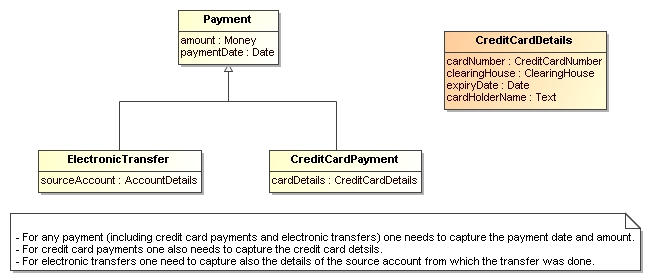 Payment
amount : Money
paymentDate : Date
CreditCardDetails
cardNumber : CreditCardNumber
clearingHouse : ClearingHouse
expiryDate : Date
cardHolderName : Text
ElectronicTransfer
sourceAccount : AccountDetails
CreditCardPayment
cardDetails : CreditCardDetails
- For any payment (including credit card payments and electronic transfers) one needs to capture the payment date and amount.
- For credit card payments one also needs to capture the credit card detsils.
- For electronic transfers one need to capture also the details of the source account from which the transfer was done.